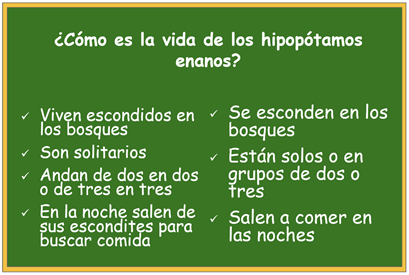 ¿Cómo es la vida de los hipopótamos
enanos?
Viven escondidos en
los bosques
Son solitarios
Andan de dos en dos
o de tres en tres
En la noche salen de
sus escondites para
buscar comida
Se esconden en los
bosques
Están solos o en
grupos de dos o
tres
Salen a comer en
las noches